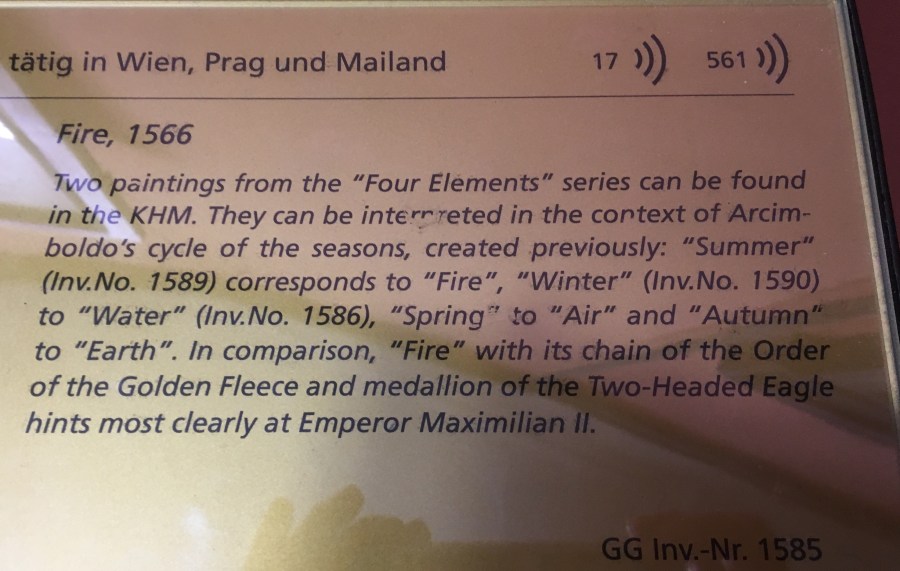 tätig in Wien, Prag und Mailand 17 561
Fire, 1566
Two paintings from the “Four Elements” series can be found
in the KHM. They can be interpreted in the context of Arcim-
boldo’s cycle of the seasons, created previously: “Summer”
(Inv.No. 1589) corresponds to “Fire”, “Winter” (Inv.No. 1590)
to “Water” (Inv.No. 1586), “Spring” to “Air” and “Autumn“
to “Earth”. In comparison, “Fire” with its chain of the Order
of the Golden Fleece and medallion of the Two-Headed Eagle
hints most clearly at Emperor Maximilian II.
GG Inv.-Nr. 1585